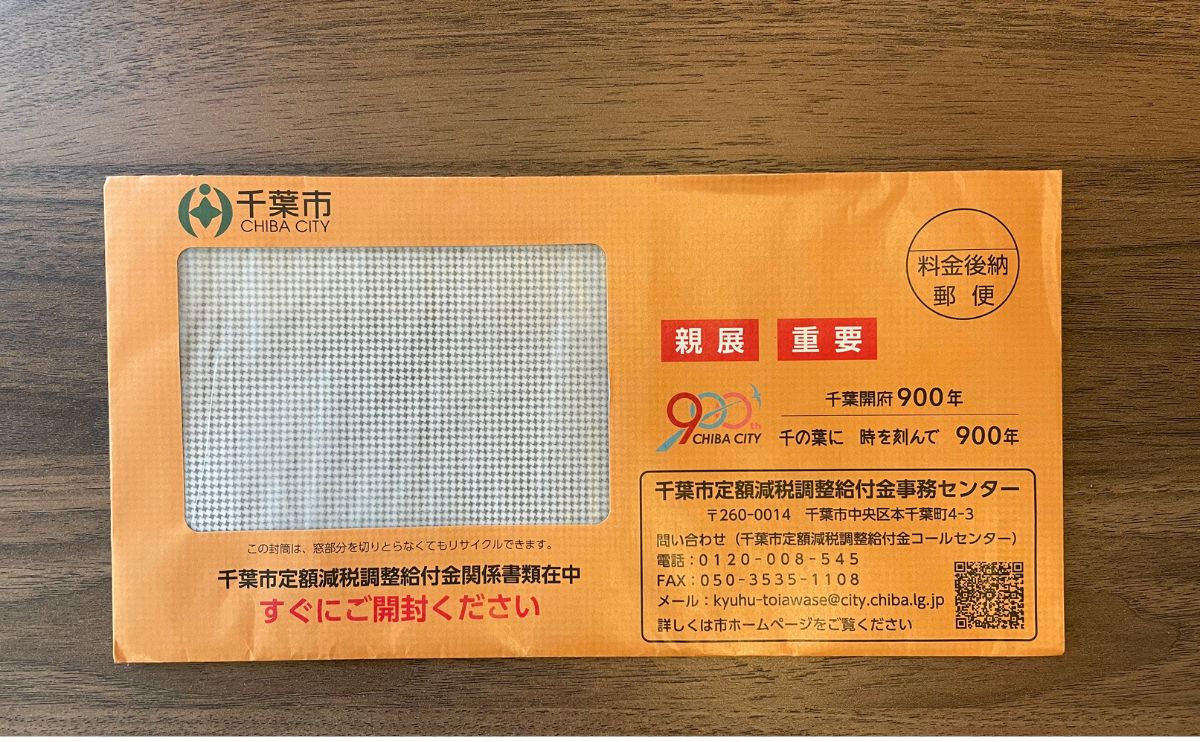 千葉市
CHIBA CITY
料金後納
郵便
親展 重要
900th
CHIBA CITY
千葉開府900年
千の葉に 時を刻んで 900年
千葉市定額減税調整給付金事務センター
〒260-0014 千葉市中央区本千葉町4-3
問い合わせ（千葉市定額減税調整給付金コールセンター）
電話：0120-008-545
FAX：050-3535-1108
メール：kyuhu-toiawase@city.chiba.lg.jp
詳しくは市ホームページをご覧ください
この封筒は、窓部分を切りとらなくてもリサイクルできます。
千葉市定額減税調整給付金関係書類在中
すぐにご開封ください